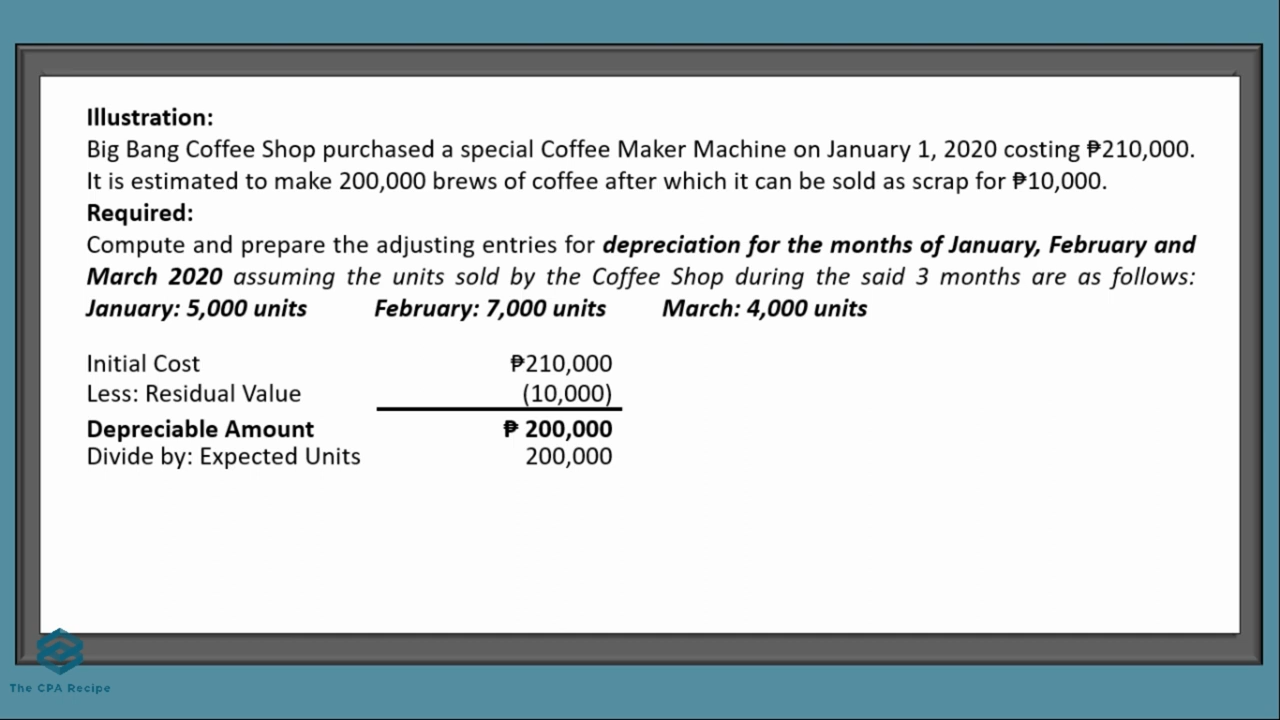 Illustration:
Big Bang Coffee Shop purchased a special Coffee Maker Machine on January 1, 2020 costing ₱210,000.
It is estimated to make 200,000 brews of coffee after which it can be sold as scrap for ₱10,000.
Required:
Compute and prepare the adjusting entries for depreciation for the months of January, February and
March 2020 assuming the units sold by the Coffee Shop during the said 3 months are as follows:
January: 5,000 units February: 7,000 units March: 4,000 units
Initial Cost ₱210,000
Less: Residual Value (10,000)
Depreciable Amount ₱ 200,000
Divide by: Expected Units 200,000
The CPA Recipe